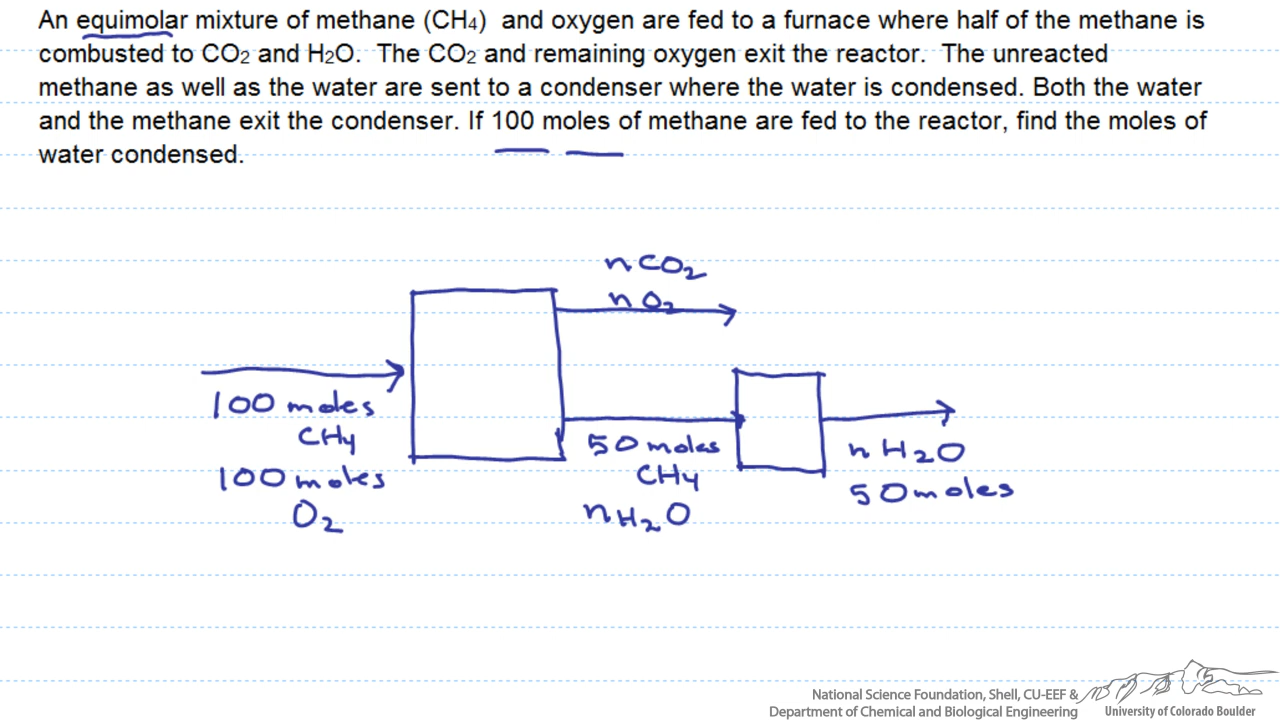 An equimolar mixture of methane (CH4) and oxygen are fed to a furnace where half of the methane is
combusted to CO2 and H2O. The CO2 and remaining oxygen exit the reactor. The unreacted
methane as well as the water are sent to a condenser where the water is condensed. Both the water
and the methane exit the condenser. If 100 moles of methane are fed to the reactor, find the moles of
water condensed.
nCO2
nO2
100 moles
CH4
100 moles
O2
50 moles
CH4
nH2O
nH2O
50 moles
National Science Foundation, Shell, CU-EEF &
Department of Chemical and Biological Engineering
University of Colorado Boulder